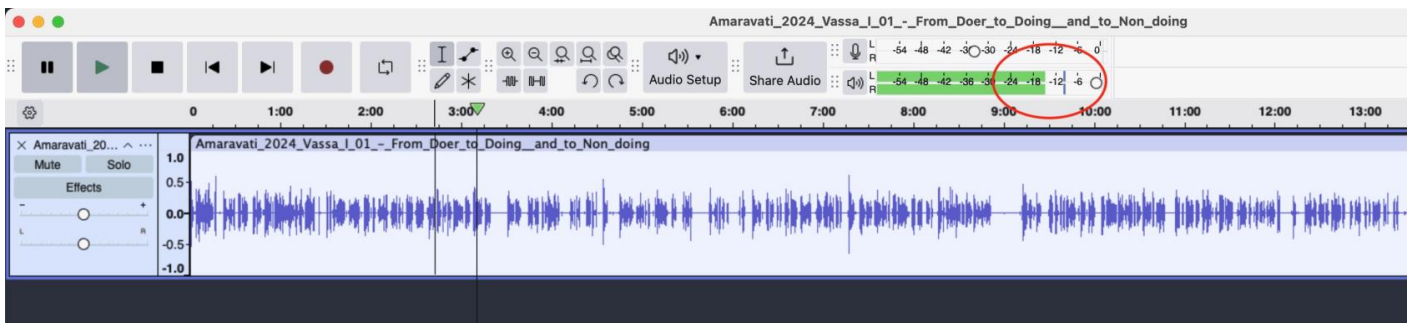 Amaravati_2024_Vassa_I_01_-_From_Doer_to_Doing__and_to_Non_doing
L R -54 -48 -42 -30 -30 -24 -18 -12 -6 0
Audio Setup Share Audio L R -54 -48 -42 -36 -30 -24 -18 -12 -6 0
0 1:00 2:00 3:00 4:00 5:00 6:00 7:00 8:00 9:00 10:00 11:00 12:00 13:00
Amaravati_20... Amaravati_2024_Vassa_I_01_-_From_Doer_to_Doing__and_to_Non_doing
Mute Solo 1.0
Effects 0.5
- + 0.0
L R -0.5
-1.0